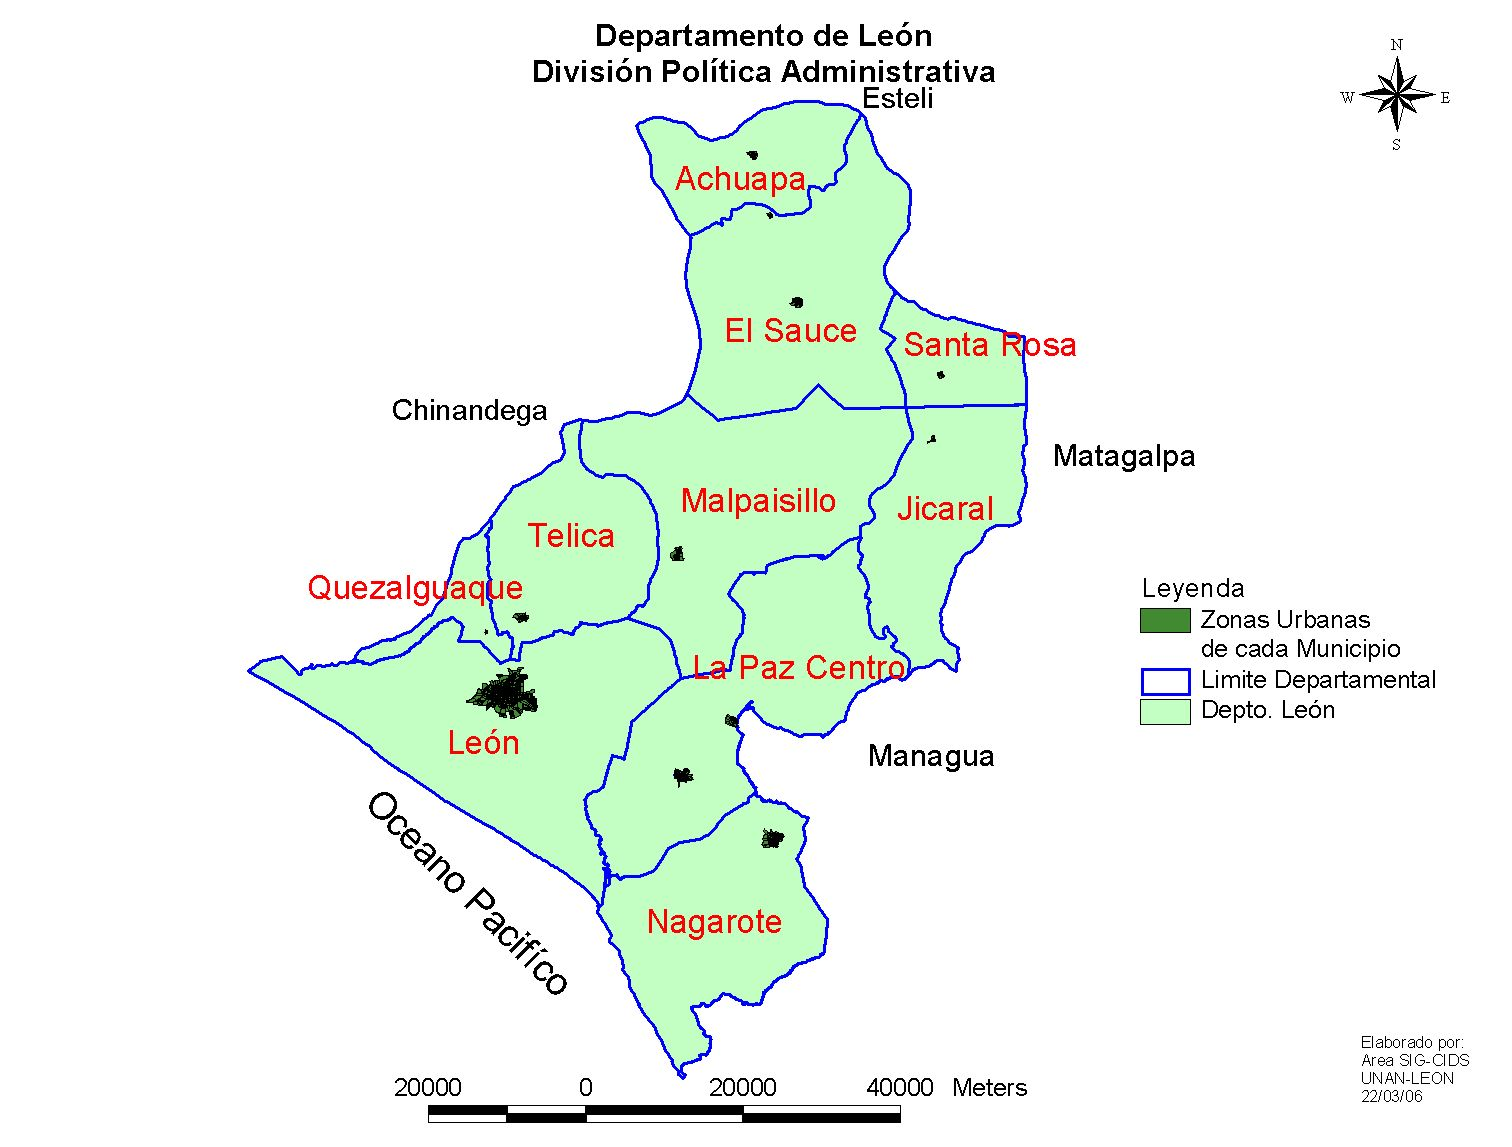 Departamento de León
División Política Administrativa
Esteli
N
W
E
S
Achuapa
El Sauce
Santa Rosa
Chinandega
Matagalpa
Malpaisillo
Jicaral
Telica
Quezalguaque
Leyenda
Zonas Urbanas
de cada Municipio
Limite Departamental
Depto. León
La Paz Centro
León
Managua
Oceano Pacifíco
Nagarote
20000 0 20000 40000 Meters
Elaborado por:
Area SIG-CIDS
UNAN-LEON
22/03/06